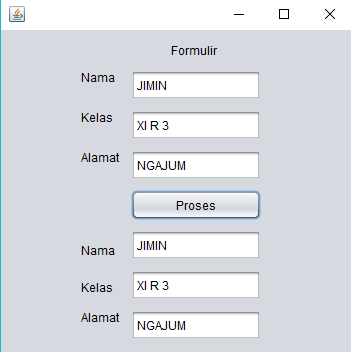 Formulir
Nama JIMIN
Kelas XI R 3
Alamat NGAJUM
Proses
Nama JIMIN
Kelas XI R 3
Alamat NGAJUM